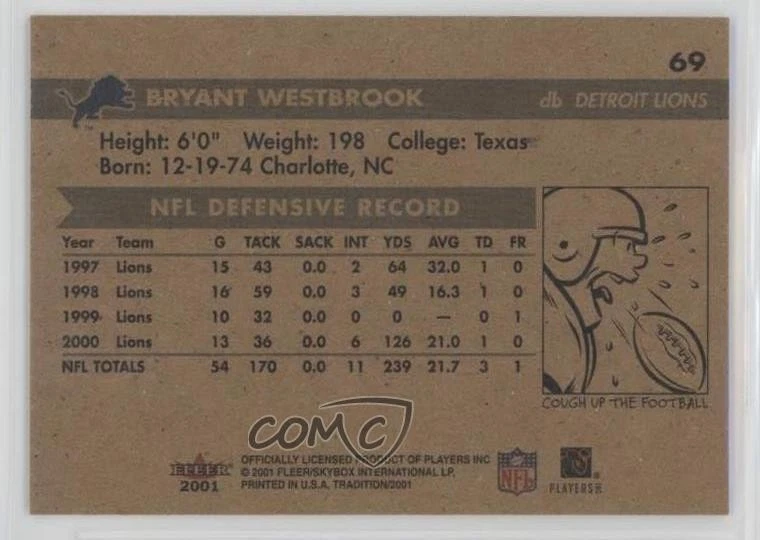 69
BRYANT WESTBROOK db DETROIT LIONS
Height: 6'0" Weight: 198 College: Texas
Born: 12-19-74 Charlotte, NC
NFL DEFENSIVE RECORD
Year Team G TACK SACK INT YDS AVG TD FR
1997 Lions 15 43 0.0 2 64 32.0 1 0
1998 Lions 16 59 0.0 3 49 16.3 1 0
1999 Lions 10 32 0.0 0 0 — 0 1
2000 Lions 13 36 0.0 6 126 21.0 1 0
NFL TOTALS 54 170 0.0 11 239 21.7 3 1
COUGH UP THE FOOTBALL
COMC
FLEER
2001
OFFICIALLY LICENSED PRODUCT OF PLAYERS INC
© 2001 FLEER/SKYBOX INTERNATIONAL LP.
PRINTED IN U.S.A. TRADITION/2001
NFL
PLAYERS INC